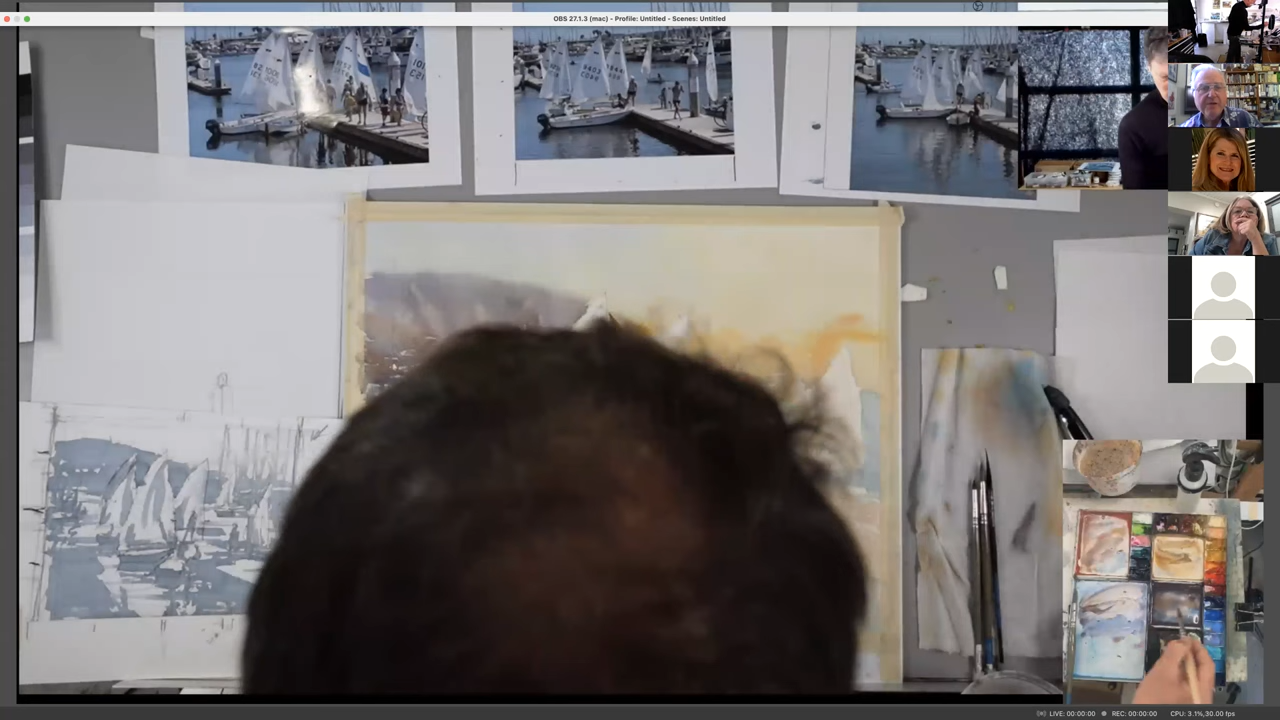 OBS 27.1.3 (mac) - Profile: Untitled - Scenes: Untitled
LIVE: 00:00:00
REC: 00:00:00
CPU: 3.1%,30.00 fps